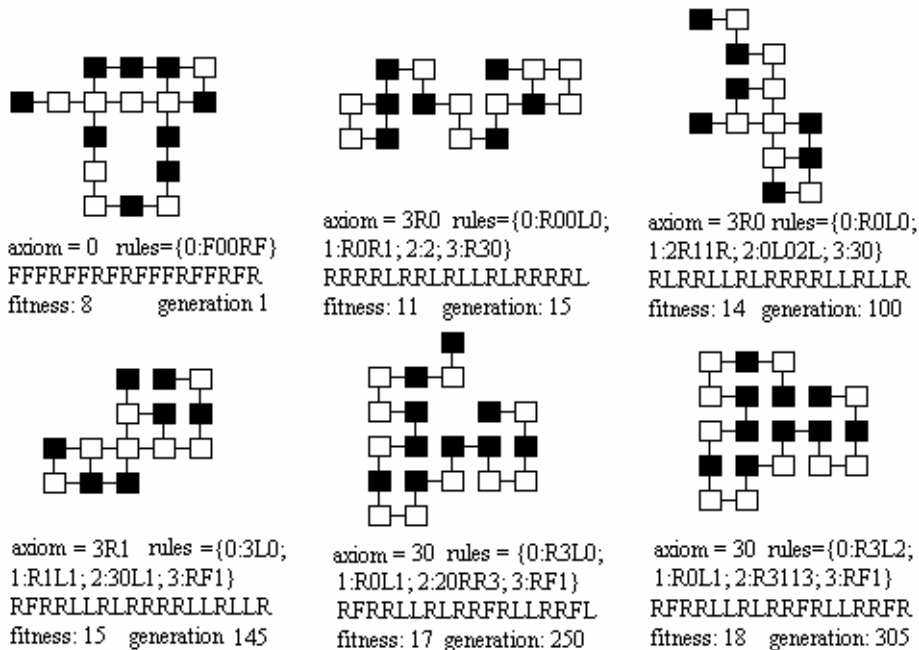 axiom = 0 rules={0:F00RF}
FFFRFFRFRFFFRFFRFR
fitness: 8 generation 1
axiom = 3R0 rules={0:R00L0;
1:R0R1; 2:2; 3:R30}
RRRRLRRLRLLRLRRRRL
fitness: 11 generation: 15
axiom = 3R0 rules={0:R0L0;
1:2R11R; 2:0L02L; 3:30}
RLRRLLRLRRRRLLRLLR
fitness: 14 generation: 100
axiom = 3R1 rules ={0:3L0;
1:R1L1; 2:30L1; 3:RF1}
RFRRLLRLRRRRLLRLLR
fitness: 15 generation 145
axiom = 30 rules = {0:R3L0;
1:R0L1; 2:20RR3; 3:RF1}
RFRRLLRLRRFRLLRRFL
fitness: 17 generation: 250
axiom = 30 rules={0:R3L2;
1:R0L1; 2:R3113; 3:RF1}
RFRRLLRLRRFRLLRRFR
fitness: 18 generation: 305